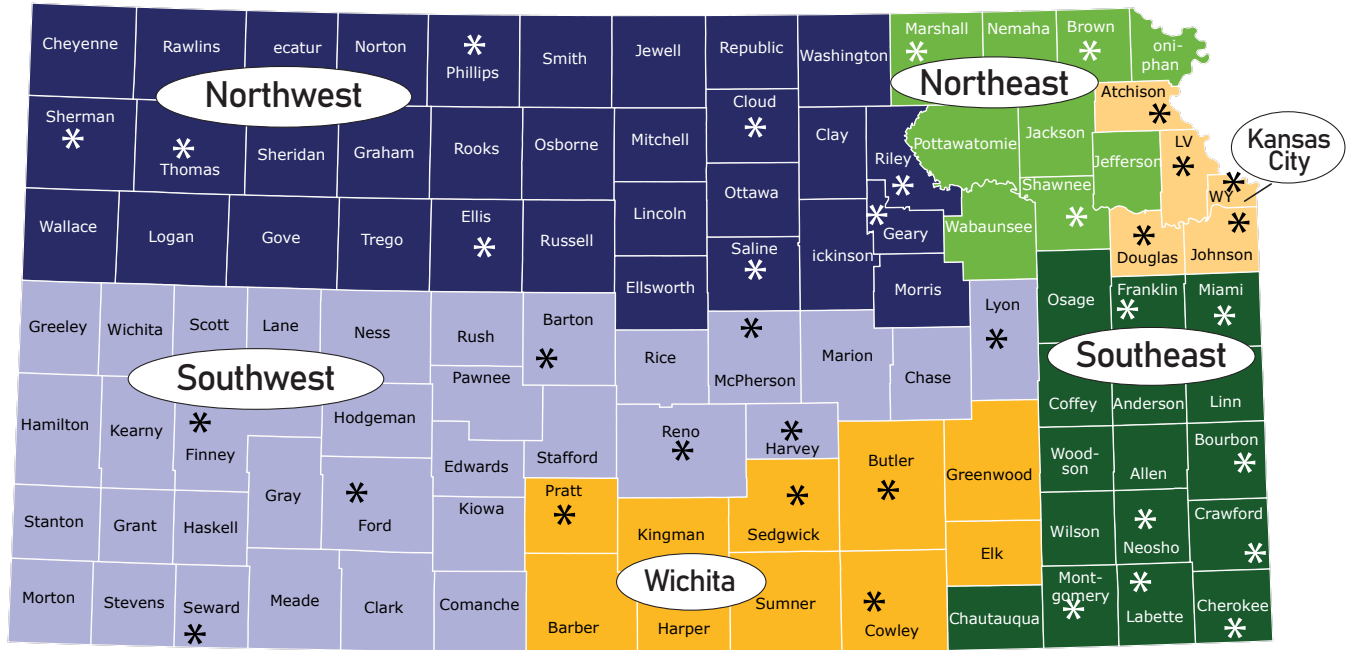 Cheyenne
Rawlins
ecatur
Norton
*
Phillips
Smith
Jewell
Republic
Washington
Marshall
*
Nemaha
Brown
*
oni-
phan
Northwest
Northeast
Sherman
*
*
Thomas
Sheridan
Graham
Rooks
Osborne
Mitchell
Cloud
*
Clay
Riley
*
Pottawatomie
Jackson
Atchison
*
Jefferson
LV
*
Kansas
City
*
WY
Wallace
Logan
Gove
Trego
Ellis
*
Russell
Lincoln
Ottawa
Saline
*
ickinson
*
Geary
Wabaunsee
Shawnee
*
*
Douglas
*
Johnson
Ellsworth
Morris
Greeley
Wichita
Scott
Lane
Ness
Rush
Barton
*
Rice
*
McPherson
Marion
Chase
Lyon
*
Osage
Franklin
*
Miami
*
Southwest
Southeast
Pawnee
Hamilton
Kearny
*
Finney
Hodgeman
Edwards
Stafford
Reno
*
*
Harvey
Butler
*
Greenwood
Coffey
Anderson
Linn
Wood-
son
Allen
Bourbon
*
Stanton
Grant
Haskell
Gray
*
Ford
Kiowa
Pratt
*
Kingman
*
Sedgwick
Elk
Wilson
*
Neosho
Crawford
*
Wichita
Morton
Stevens
Seward
*
Meade
Clark
Comanche
Barber
Harper
Sumner
*
Cowley
Chautauqua
Mont-
gomery
*
*
Labette
Cherokee
*